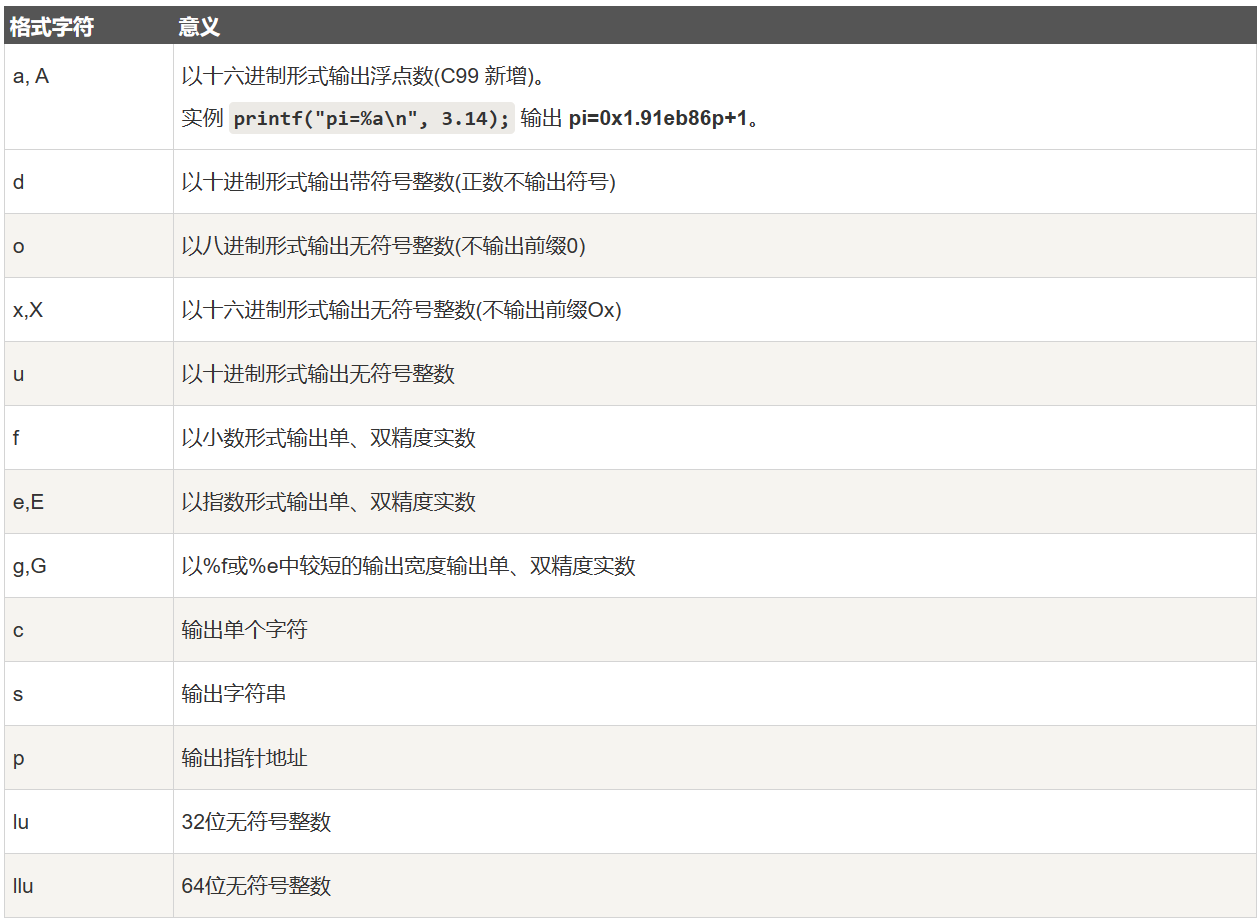 格式字符 意义
a, A 以十六进制形式输出浮点数(C99 新增)。
实例 printf("pi=%a\n", 3.14); 输出 pi=0x1.91eb86p+1。
d 以十进制形式输出带符号整数(正数不输出符号)
o 以八进制形式输出无符号整数(不输出前缀0)
x,X 以十六进制形式输出无符号整数(不输出前缀Ox)
u 以十进制形式输出无符号整数
f 以小数形式输出单、双精度实数
e,E 以指数形式输出单、双精度实数
g,G 以%f或%e中较短的输出宽度输出单、双精度实数
c 输出单个字符
s 输出字符串
p 输出指针地址
lu 32位无符号整数
llu 64位无符号整数